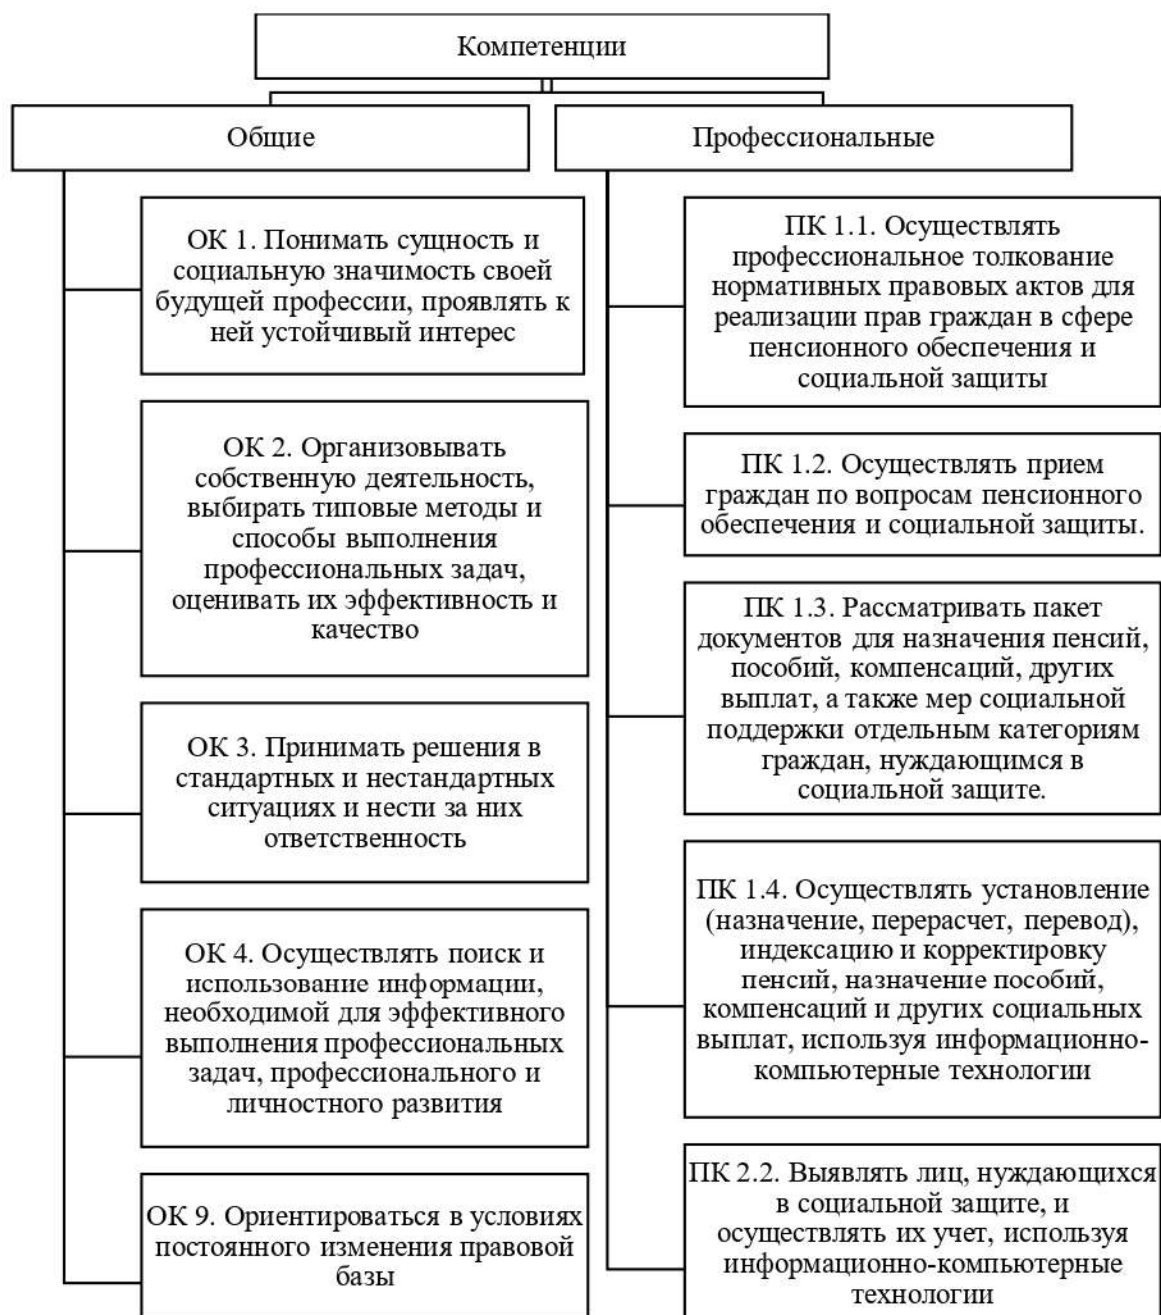 Компетенции
Общие
ОК 1. Понимать сущность и
социальную значимость своей
будущей профессии, проявлять к
ней устойчивый интерес
ОК 2. Организовывать
собственную деятельность,
выбирать типовые методы и
способы выполнения
профессиональных задач,
оценивать их эффективность и
качество
ОК 3. Принимать решения в
стандартных и нестандартных
ситуациях и нести за них
ответственность
ОК 4. Осуществлять поиск и
использование информации,
необходимой для эффективного
выполнения профессиональных
задач, профессионального и
личностного развития
ОК 9. Ориентироваться в условиях
постоянного изменения правовой
базы
Профессиональные
ПК 1.1. Осуществлять
профессиональное толкование
нормативных правовых актов для
реализации прав граждан в сфере
пенсионного обеспечения и
социальной защиты
ПК 1.2. Осуществлять прием
граждан по вопросам пенсионного
обеспечения и социальной защиты.
ПК 1.3. Рассматривать пакет
документов для назначения пенсий,
пособий, компенсаций, других
выплат, а также мер социальной
поддержки отдельным категориям
граждан, нуждающимся в
социальной защите.
ПК 1.4. Осуществлять установление
(назначение, перерасчет, перевод),
индексацию и корректировку
пенсий, назначение пособий,
компенсаций и других социальных
выплат, используя информационно-
компьютерные технологии
ПК 2.2. Выявлять лиц, нуждающихся
в социальной защите, и
осуществлять их учет, используя
информационно-компьютерные
технологии